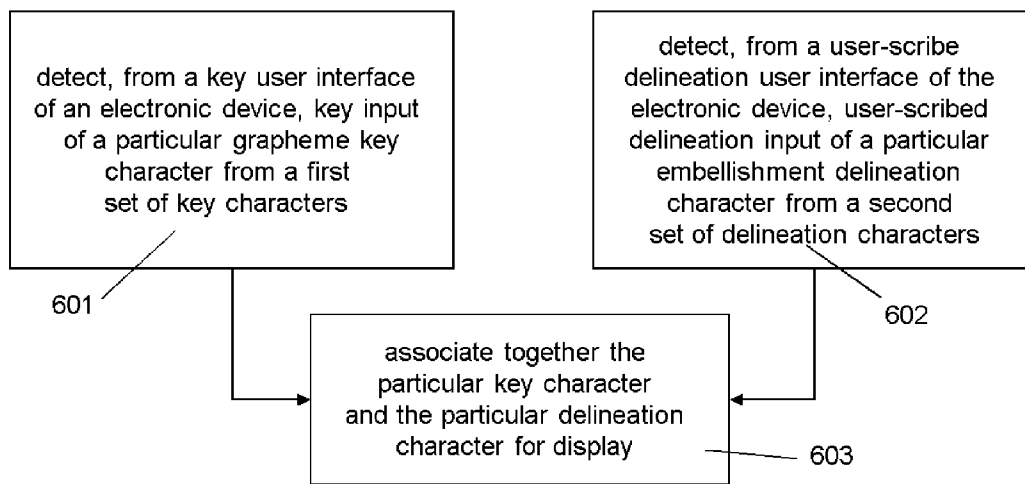 detect, from a key user interface
of an electronic device, key input
of a particular grapheme key
character from a first
set of key characters
601
detect, from a user-scribe
delineation user interface of the
electronic device, user-scribed
delineation input of a particular
embellishment delineation
character from a second
set of delineation characters
602
associate together the
particular key character
and the particular delineation
character for display
603